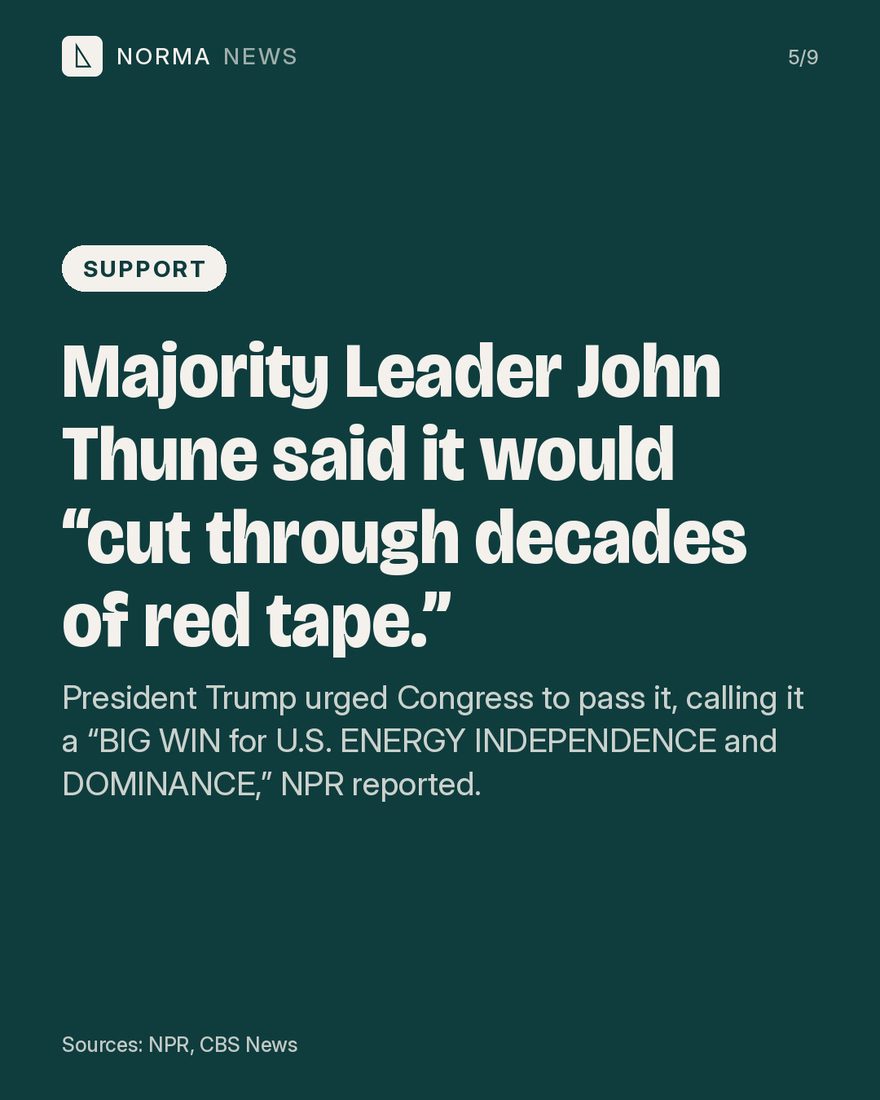 NORMA NEWS
5/9
SUPPORT
Majority Leader John
Thune said it would
“cut through decades
of red tape.”
President Trump urged Congress to pass it, calling it
a “BIG WIN for U.S. ENERGY INDEPENDENCE and
DOMINANCE,” NPR reported.
Sources: NPR, CBS News